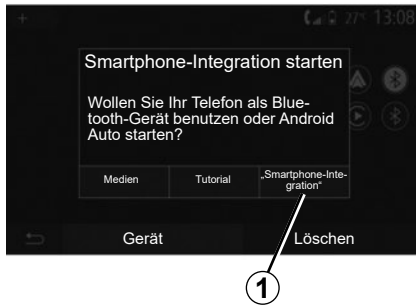 + 27° 13:08
Smartphone-Integration starten
Wollen Sie Ihr Telefon als Blue-
tooth-Gerät benutzen oder Android
Auto starten?
Medien
Tutorial
„Smartphone-Inte-
gration“
Gerät
Löschen
1